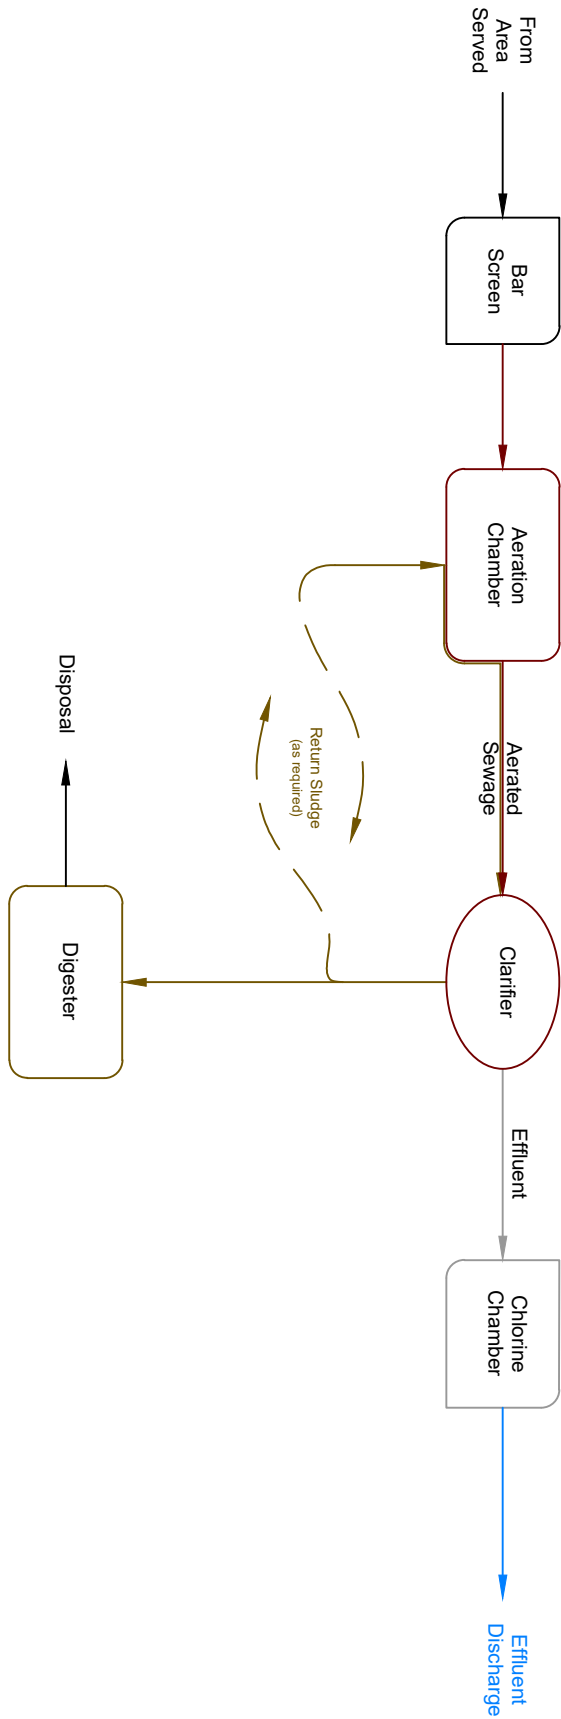 From
Area
Served
Bar
Screen
Aeration
Chamber
Aerated
Sewage
Clarifier
Effluent
Chlorine
Chamber
Effluent
Discharge
Return Sludge
(as required)
Disposal
Digester